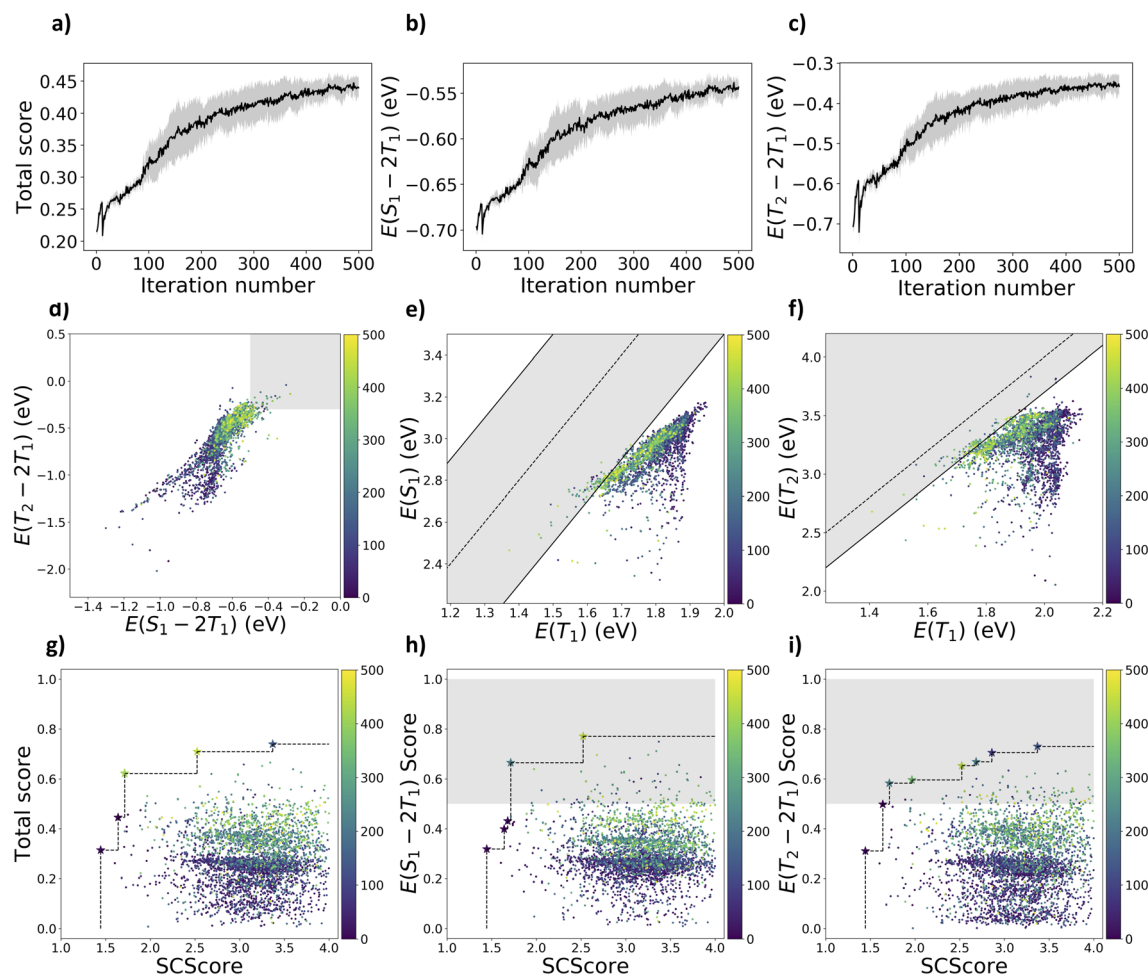 a)
b)
c)
Total score
0.45
0.40
0.35
0.30
0.25
0.20
0 100 200 300 400 500
Iteration number
E(S₁ − 2T₁) (eV)
−0.55
−0.60
−0.65
−0.70
0 100 200 300 400 500
Iteration number
E(T₂ − 2T₁) (eV)
−0.3
−0.4
−0.5
−0.6
−0.7
0 100 200 300 400 500
Iteration number
d)
e)
f)
E(T₂ − 2T₁) (eV)
0.5
0.0
−0.5
−1.0
−1.5
−2.0
−1.4 −1.2 −1.0 −0.8 −0.6 −0.4 −0.2 0.0
E(S₁ − 2T₁) (eV)
500
400
300
200
100
0
E(S₁) (eV)
3.4
3.2
3.0
2.8
2.6
2.4
1.2 1.3 1.4 1.5 1.6 1.7 1.8 1.9 2.0
E(T₁) (eV)
500
400
300
200
100
0
E(T₂) (eV)
4.0
3.5
3.0
2.5
2.0
1.4 1.6 1.8 2.0 2.2
E(T₁) (eV)
500
400
300
200
100
0
g)
h)
i)
Total score
1.0
0.8
0.6
0.4
0.2
0.0
1.0 1.5 2.0 2.5 3.0 3.5 4.0
SCScore
500
400
300
200
100
0
E(S₁ − 2T₁) Score
1.0
0.8
0.6
0.4
0.2
0.0
1.0 1.5 2.0 2.5 3.0 3.5 4.0
SCScore
500
400
300
200
100
0
E(T₂ − 2T₁) Score
1.0
0.8
0.6
0.4
0.2
0.0
1.0 1.5 2.0 2.5 3.0 3.5 4.0
SCScore
500
400
300
200
100
0